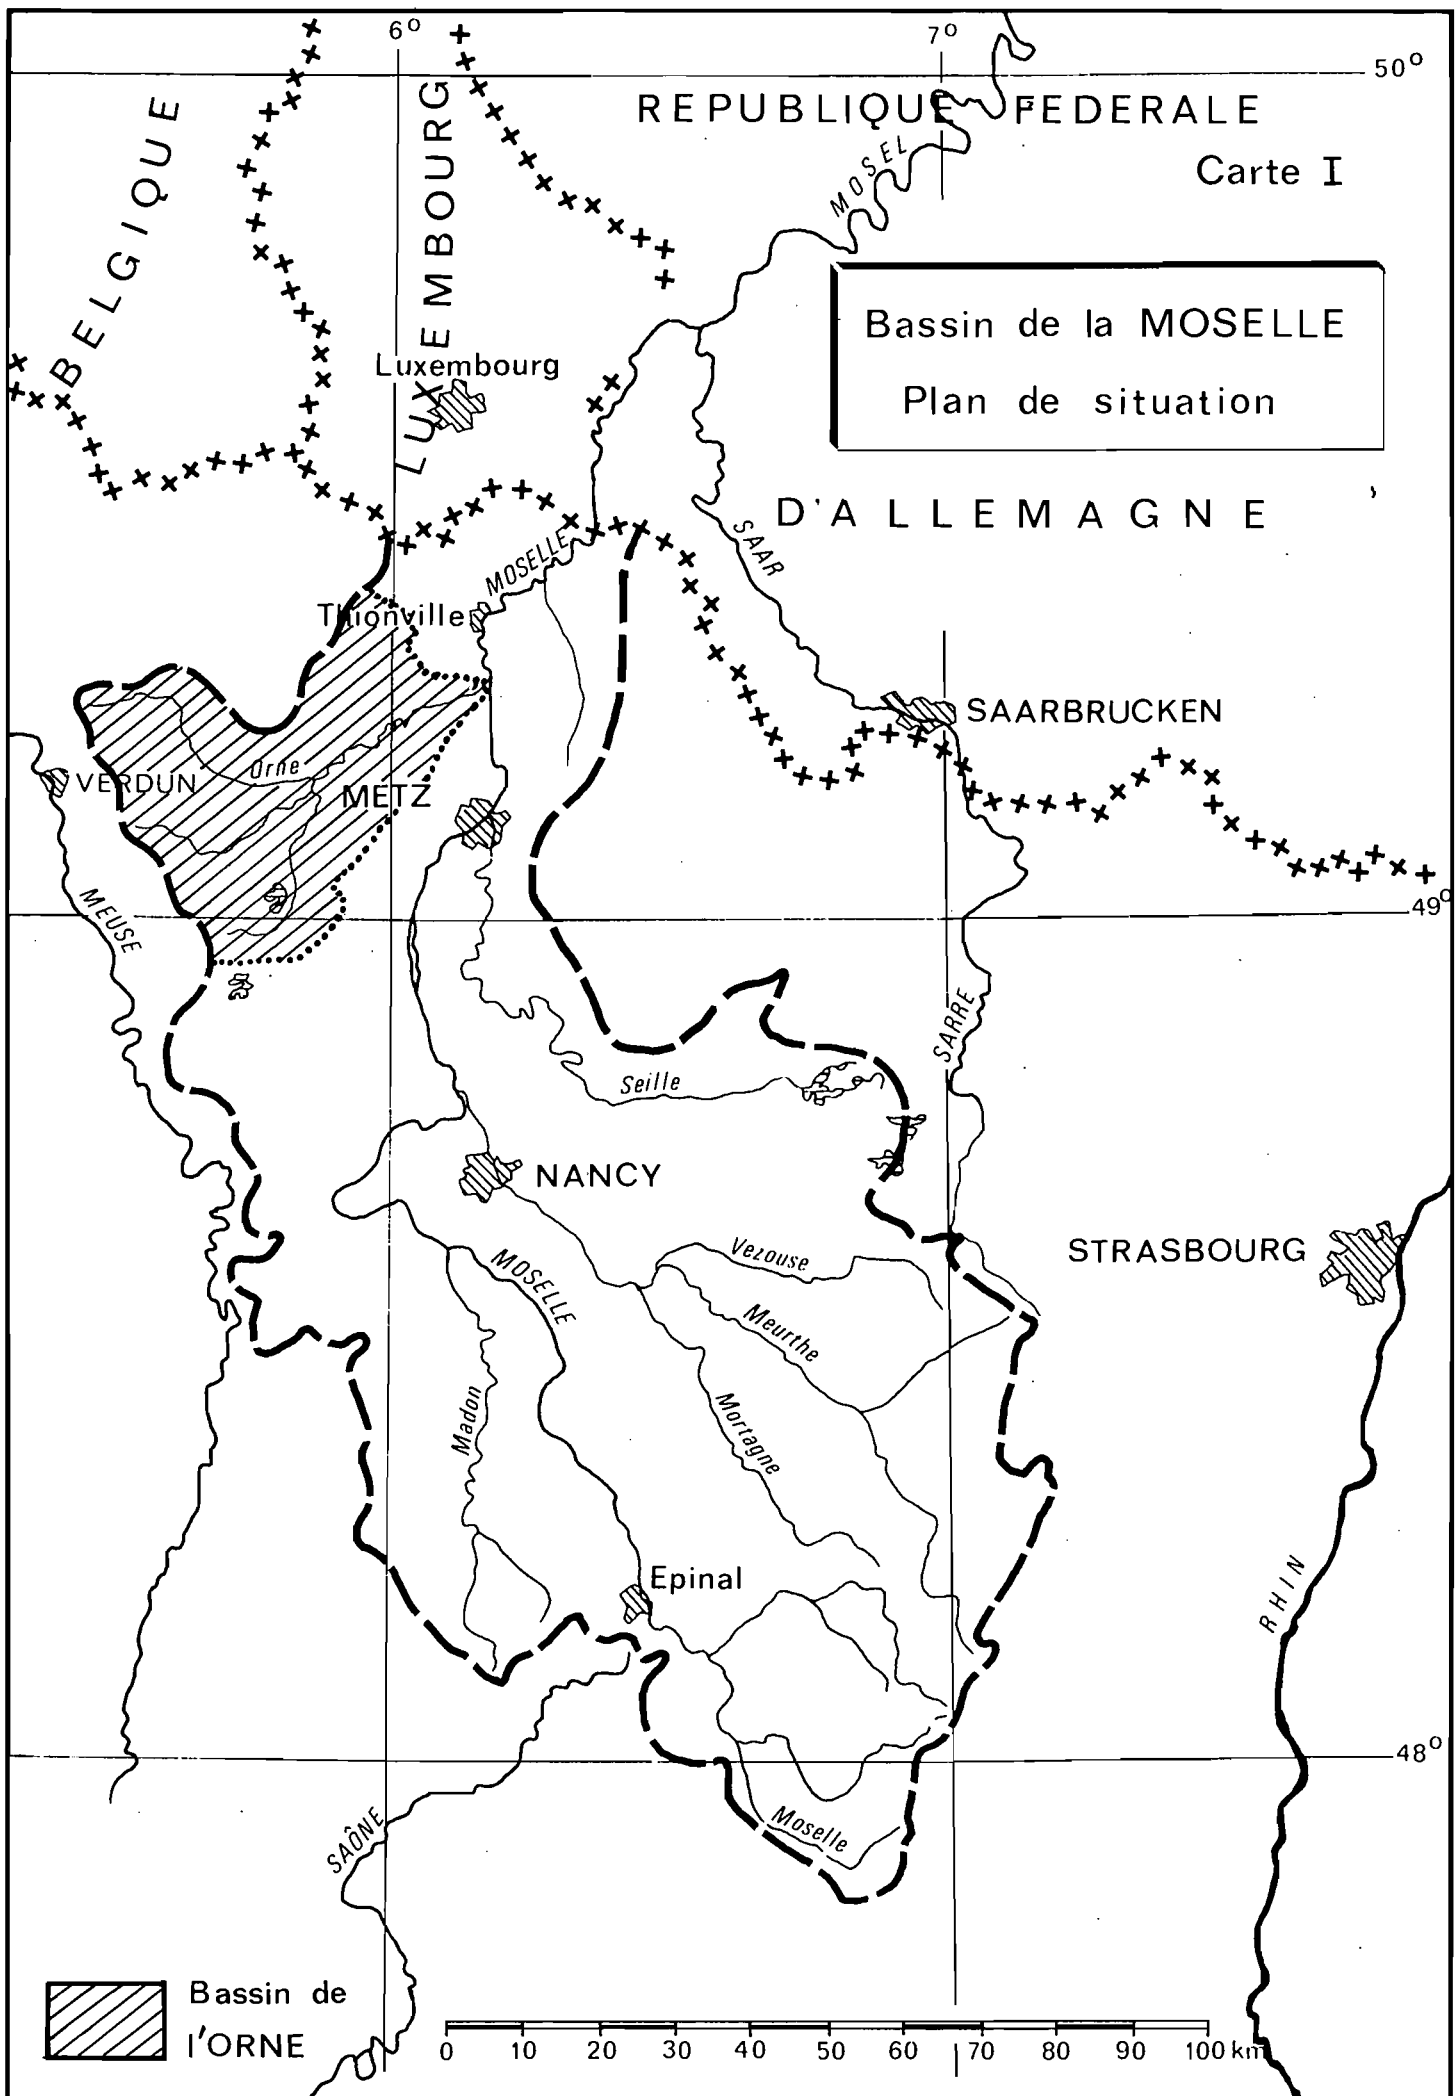 6°
7°
50°
BELGIQUE
LUXEMBOURG
REPUBLIQUE FEDERALE
MOSEL
Carte I
Bassin de la MOSELLE
Plan de situation
Luxembourg
D'ALLEMAGNE
SAAR
MOSELLE
Thionville
SAARBRUCKEN
Orne
VERDUN
METZ
MEUSE
49°
SARRE
Seille
NANCY
STRASBOURG
Vezouse
MOSELLE
Meurthe
Madon
Mortagne
Epinal
RHIN
48°
Moselle
SAÔNE
Bassin de
l'ORNE
0 10 20 30 40 50 60 70 80 90 100 km